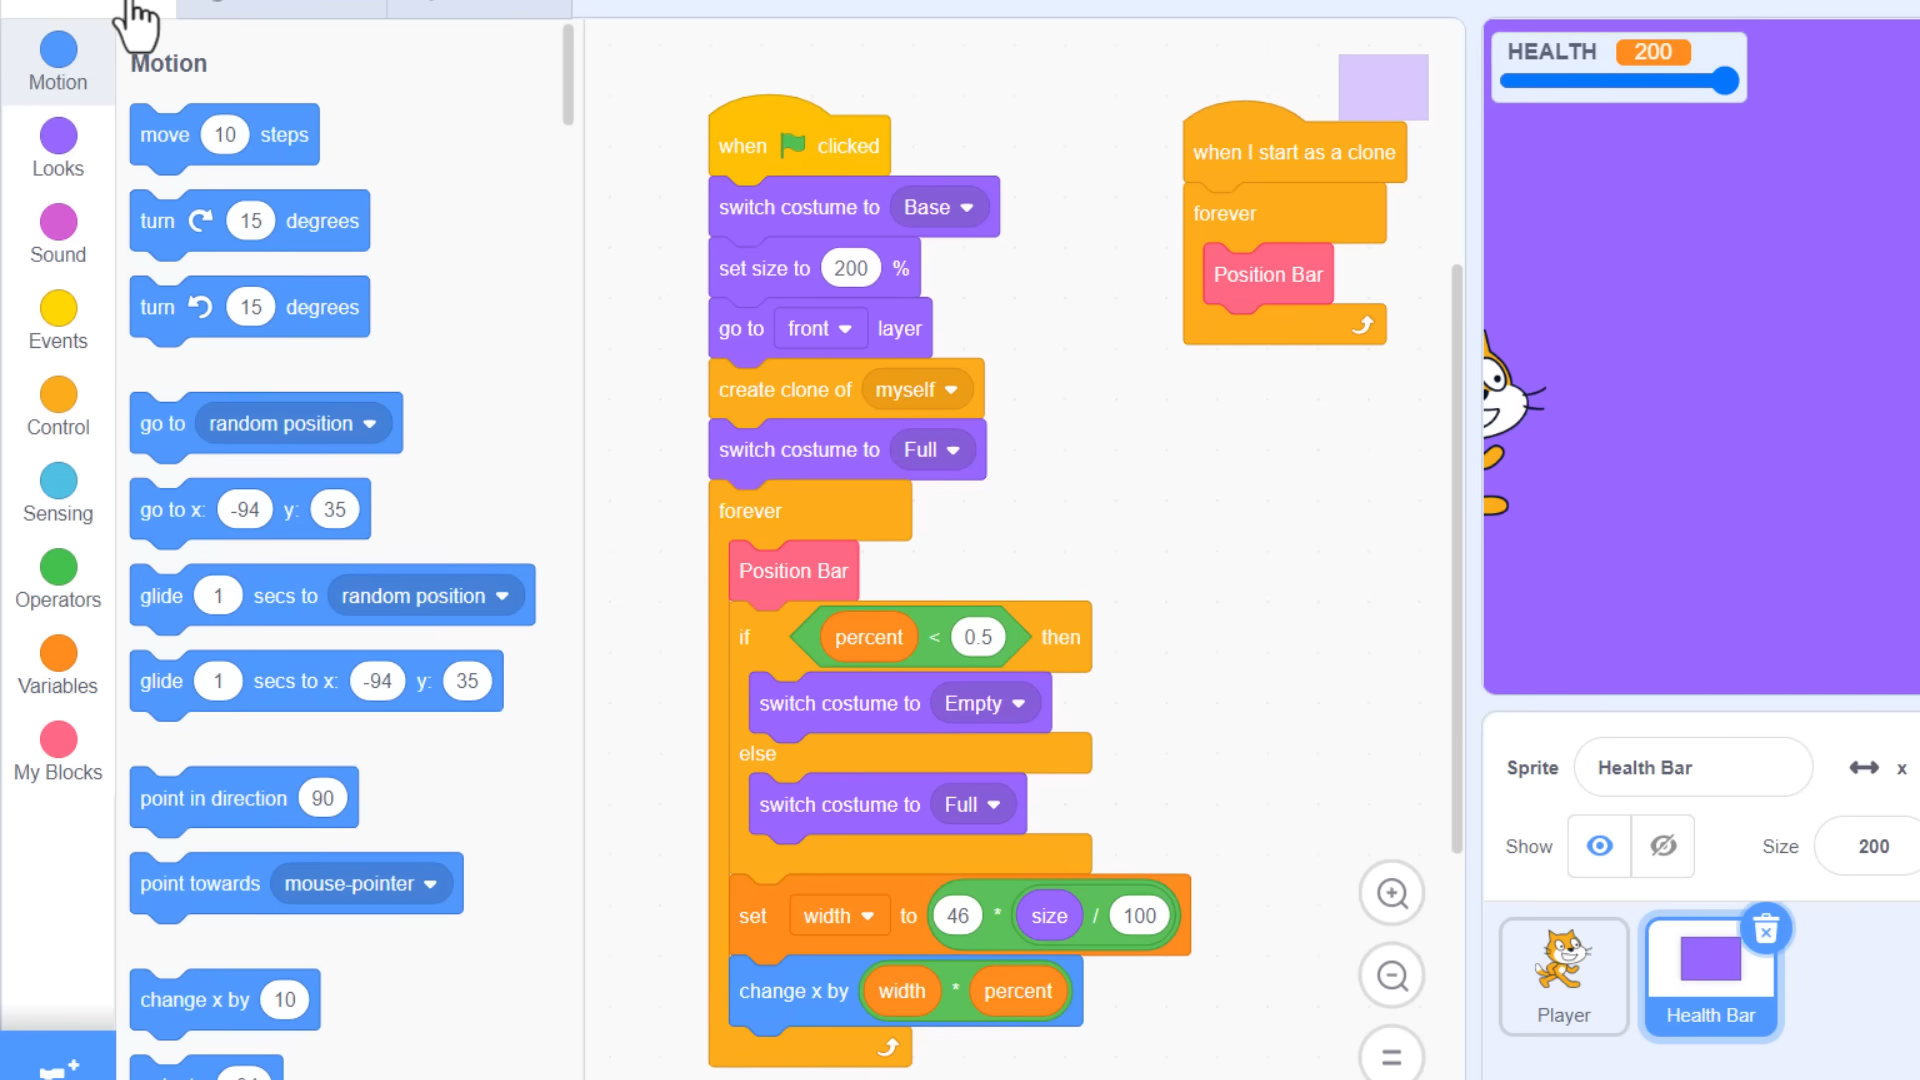 Motion
Looks
Sound
Events
Control
Sensing
Operators
Variables
My Blocks
Motion
move 10 steps
turn 15 degrees
turn 15 degrees
go to random position
go to x: -94 y: 35
glide 1 secs to random position
glide 1 secs to x: -94 y: 35
point in direction 90
point towards mouse-pointer
change x by 10
when clicked
switch costume to Base
set size to 200 %
go to front layer
create clone of myself
switch costume to Full
forever
Position Bar
if percent < 0.5 then
switch costume to Empty
else
switch costume to Full
set width to 46 * size / 100
change x by width * percent
when I start as a clone
forever
Position Bar
HEALTH 200
Sprite Health Bar x
Show Size 200
Player
Health Bar